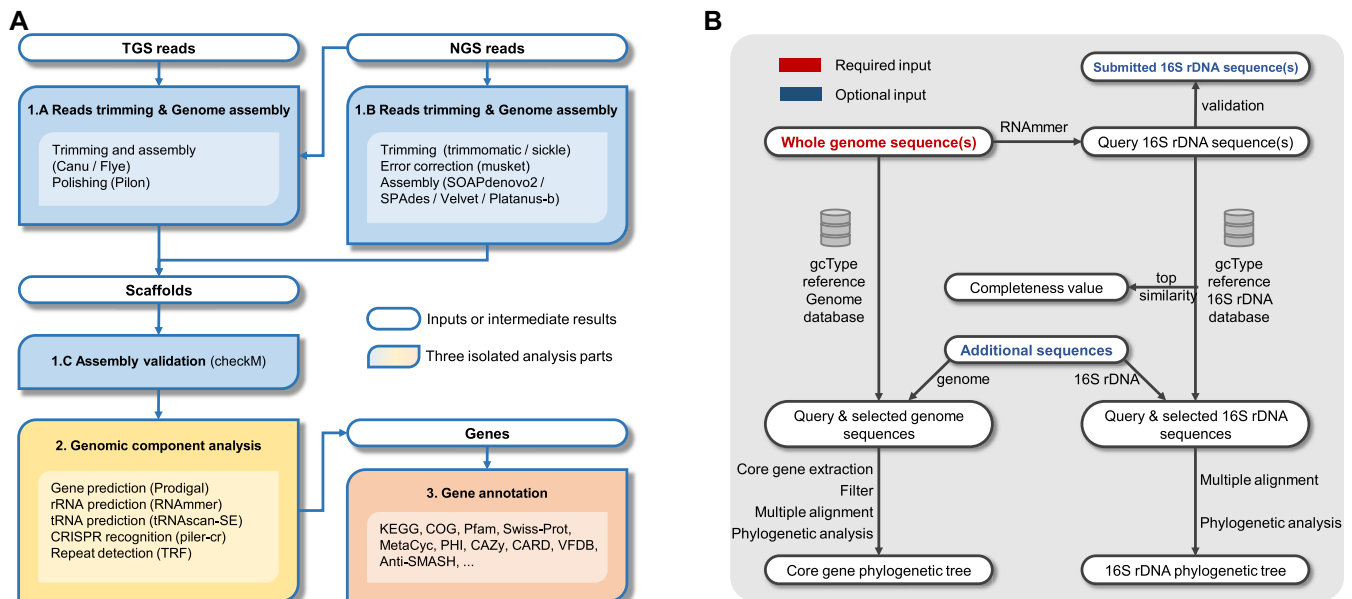 A
TGS reads
NGS reads
1.A Reads trimming & Genome assembly
Trimming and assembly
(Canu / Flye)
Polishing (Pilon)
1.B Reads trimming & Genome assembly
Trimming (trimmomatic / sickle)
Error correction (musket)
Assembly (SOAPdenovo2 /
SPAdes / Velvet / Platanus-b)
Scaffolds
1.C Assembly validation (checkM)
Inputs or intermediate results
Three isolated analysis parts
2. Genomic component analysis
Gene prediction (Prodigal)
rRNA prediction (RNAmmer)
tRNA prediction (tRNAscan-SE)
CRISPR recognition (piler-cr)
Repeat detection (TRF)
Genes
3. Gene annotation
KEGG, COG, Pfam, Swiss-Prot,
MetaCyc, PHI, CAZy, CARD, VFDB,
Anti-SMASH, ...
B
Required input
Optional input
Submitted 16S rDNA sequence(s)
validation
Whole genome sequence(s)
RNAmmer
Query 16S rDNA sequence(s)
gcType
reference
Genome
database
gcType
reference
16S rDNA
database
Completeness value
top
similarity
Additional sequences
genome
16S rDNA
Query & selected genome
sequences
Query & selected 16S rDNA
sequences
Core gene extraction
Filter
Multiple alignment
Phylogenetic analysis
Multiple alignment
Phylogenetic analysis
Core gene phylogenetic tree
16S rDNA phylogenetic tree